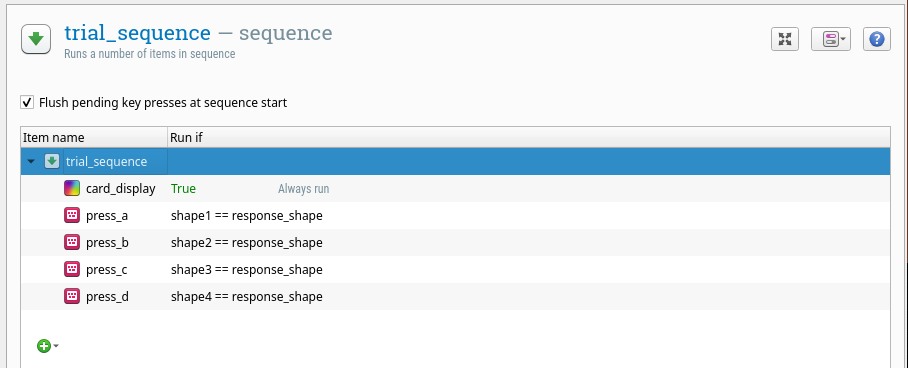 trial_sequence — sequence
Runs a number of items in sequence
?
Flush pending key presses at sequence start
Item name Run if
trial_sequence
card_display True Always run
press_a shape1 == response_shape
press_b shape2 == response_shape
press_c shape3 == response_shape
press_d shape4 == response_shape